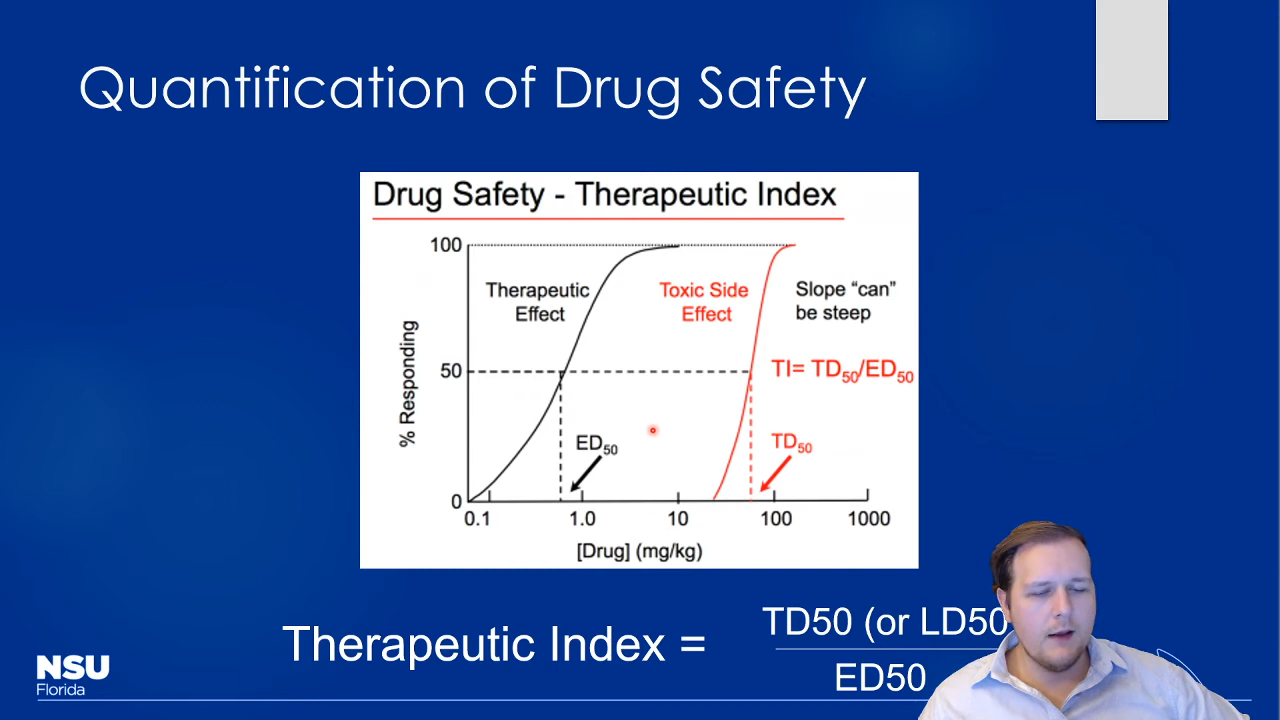 Quantification of Drug Safety
Drug Safety - Therapeutic Index
100
Therapeutic
Effect
Toxic Side
Effect
Slope “can”
be steep
50
TI= TD50/ED50
% Responding
ED50
TD50
0
0.1
1.0
10
100
1000
[Drug] (mg/kg)
Therapeutic Index =
TD50 (or LD50
ED50
NSU
Florida